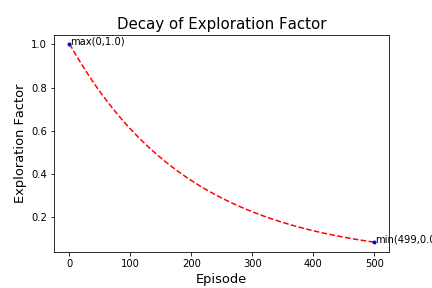 Decay of Exploration Factor
max(0,1.0)
1.0
0.8
0.6
0.4
0.2
Exploration Factor
min(499,0.0
0
100
200
300
400
500
Episode